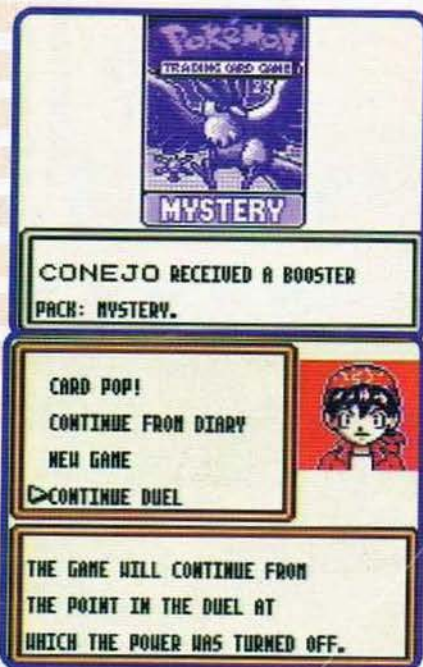 POKéMON
TRADING CARD GAME
MYSTERY
CONEJO RECEIVED A BOOSTER
PACK: MYSTERY.
CARD POP!
CONTINUE FROM DIARY
NEW GAME
▷CONTINUE DUEL
THE GAME WILL CONTINUE FROM
THE POINT IN THE DUEL AT
WHICH THE POWER WAS TURNED OFF.